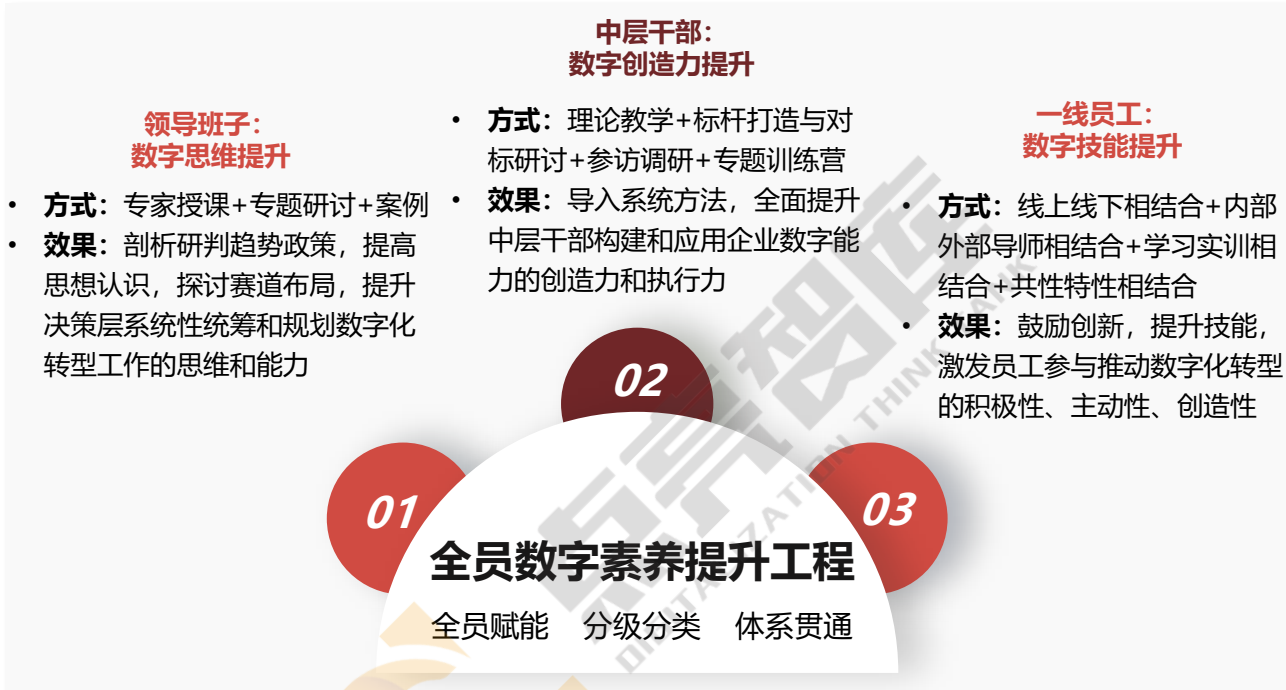 中层干部：
数字创造力提升
领导班子：
数字思维提升
• 方式：专家授课+专题研讨+案例
• 效果：剖析研判趋势政策，提高
思想认识，探讨赛道布局，提升
决策层系统性统筹和规划数字化
转型工作的思维和能力
• 方式：理论教学+标杆打造与对
标研讨+参访调研+专题训练营
• 效果：导入系统方法，全面提升
中层干部构建和应用企业数字能
力的创造力和执行力
一线员工：
数字技能提升
• 方式：线上线下相结合+内部
外部导师相结合+学习实训相
结合+共性特性相结合
• 效果：鼓励创新，提升技能，
激发员工参与推动数字化转型
的积极性、主动性、创造性
01
02
03
全员数字素养提升工程
全员赋能 分级分类 体系贯通
点亮智库
DIGITALIZATION THINK TANK